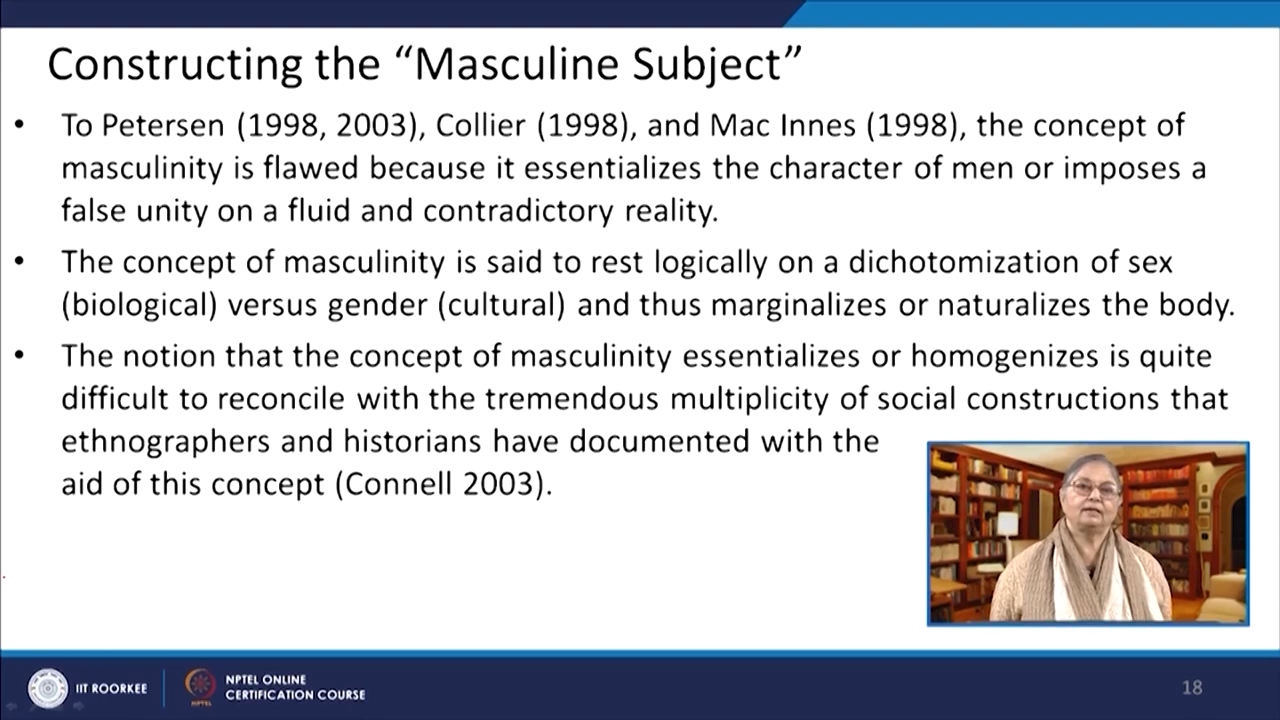 Constructing the “Masculine Subject”
• To Petersen (1998, 2003), Collier (1998), and Mac Innes (1998), the concept of
masculinity is flawed because it essentializes the character of men or imposes a
false unity on a fluid and contradictory reality.
• The concept of masculinity is said to rest logically on a dichotomization of sex
(biological) versus gender (cultural) and thus marginalizes or naturalizes the body.
• The notion that the concept of masculinity essentializes or homogenizes is quite
difficult to reconcile with the tremendous multiplicity of social constructions that
ethnographers and historians have documented with the
aid of this concept (Connell 2003).
IIT ROORKEE
NPTEL
NPTEL ONLINE
CERTIFICATION COURSE
18